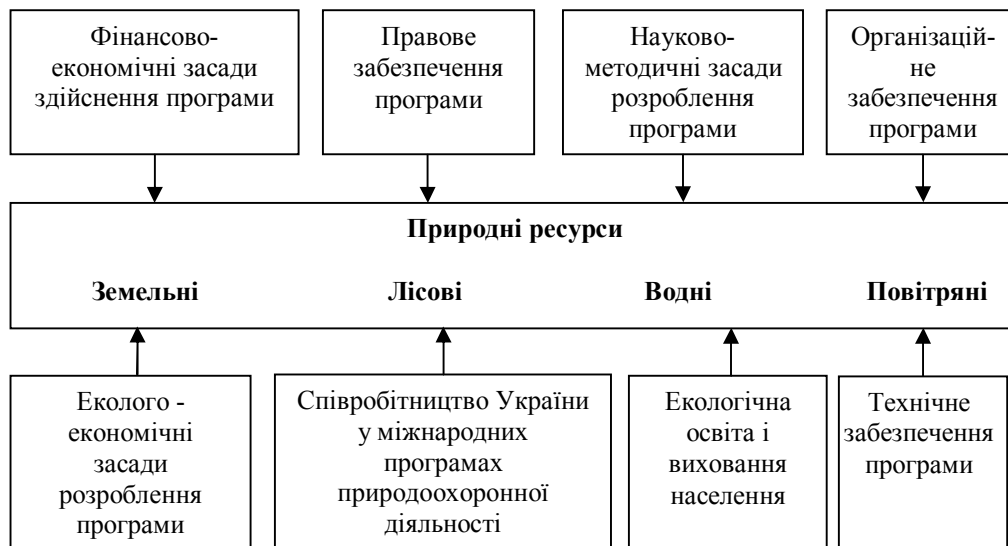 Фінансово-
економічні засади
здійснення програми
Правове
забезпечення
програми
Науково-
методичні засади
розроблення
програми
Організацій-
не
забезпечення
програми
Природні ресурси
Земельні Лісові Водні Повітряні
Еколого -
економічні
засади
розроблення
програми
Співробітництво України
у міжнародних
програмах
природоохоронної
діяльності
Екологічна
освіта і
виховання
населення
Технічне
забезпечення
програми